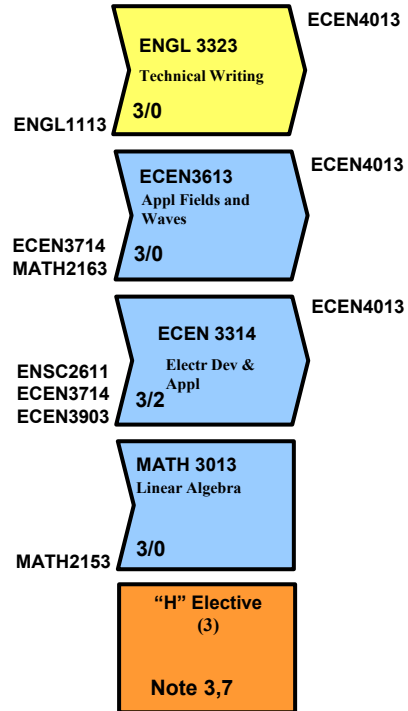 ECEN4013
ENGL 3323
Technical Writing
3/0
ENGL1113
ECEN4013
ECEN3613
Appl Fields and
Waves
3/0
ECEN3714
MATH2163
ECEN4013
ECEN 3314
Electr Dev &
Appl
3/2
ENSC2611
ECEN3714
ECEN3903
MATH 3013
Linear Algebra
3/0
MATH2153
“H” Elective
(3)
Note 3,7